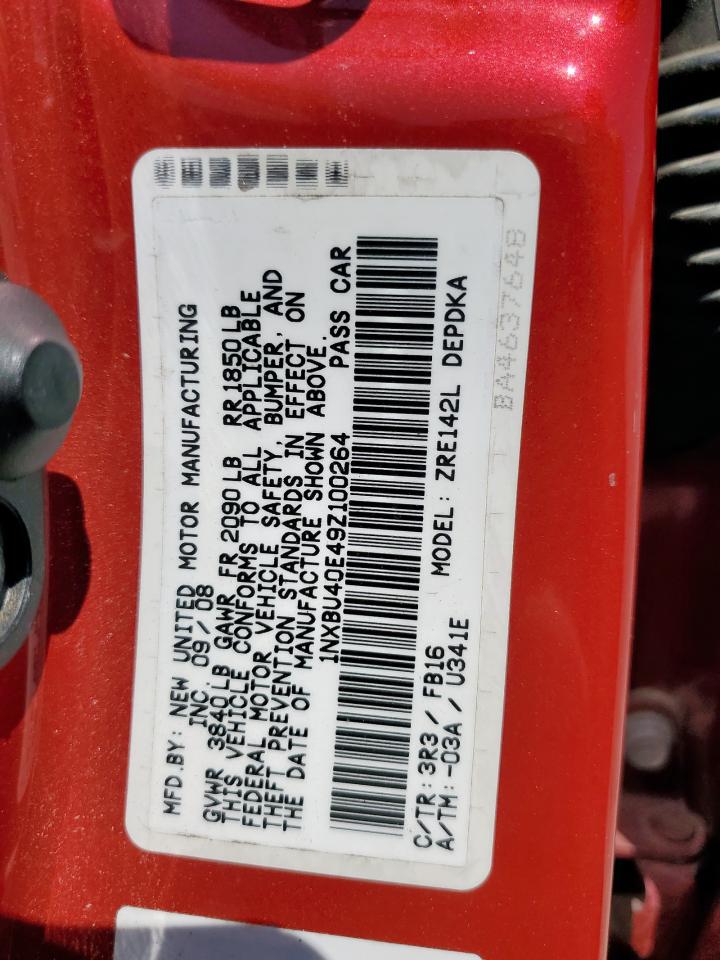 MFD.BY: NEW UNITED MOTOR MANUFACTURING
INC. 09/08
GVWR 3840LB GAWR FR 2090LB RR 1850LB
THIS VEHICLE CONFORMS TO ALL APPLICABLE
FEDERAL MOTOR VEHICLE SAFETY, BUMPER, AND
THEFT PREVENTION STANDARDS IN EFFECT ON
THE DATE OF MANUFACTURE SHOWN ABOVE.
1NXBU40E49Z100264 PASS CAR
C/TR: 3R3 / FB16 MODEL: ZRE142L DEPDKA
A/TM: -03A / U341E
BA4637648